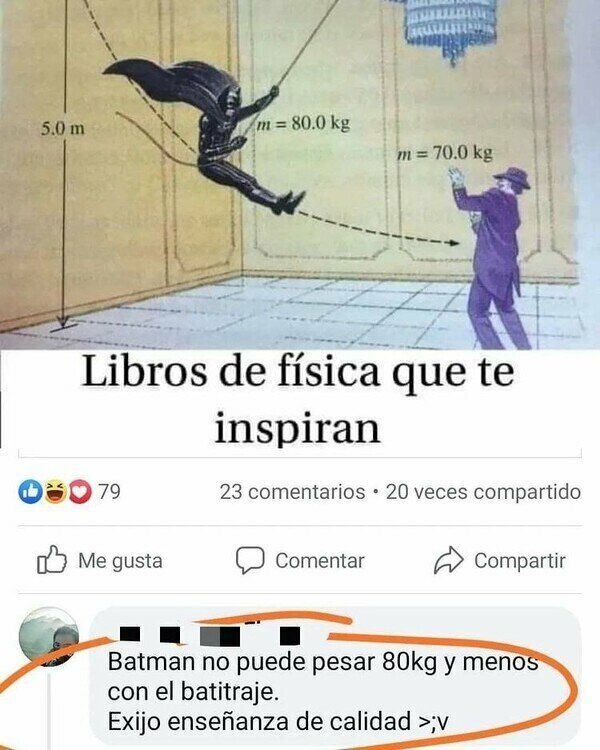 5.0 m
m = 80.0 kg
m = 70.0 kg
Libros de física que te
inspiran
79
23 comentarios • 20 veces compartido
Me gusta
Comentar
Compartir
Batman no puede pesar 80kg y menos
con el batitraje.
Exijo enseñanza de calidad >;v